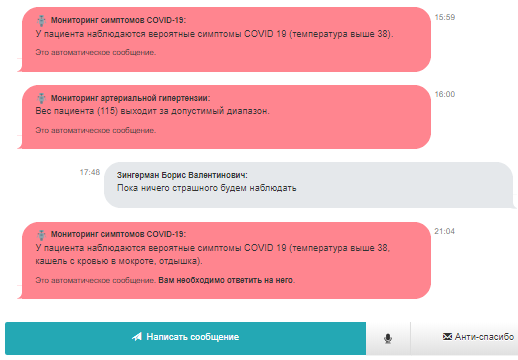 Мониторинг симптомов COVID-19:
15:59
У пациента наблюдаются вероятные симптомы COVID 19 (температура выше 38).
Это автоматическое сообщение.
Мониторинг артериальной гипертензии:
16:00
Вес пациента (115) выходит за допустимый диапазон.
Это автоматическое сообщение.
17:48
Зингерман Борис Валентинович:
Пока ничего страшного будем наблюдать
Мониторинг симптомов COVID-19:
21:04
У пациента наблюдаются вероятные симптомы COVID 19 (температура выше 38,
кашель с кровью в мокроте, отдышка).
Это автоматическое сообщение. Вам необходимо ответить на него.
Написать сообщение
Анти-спасибо